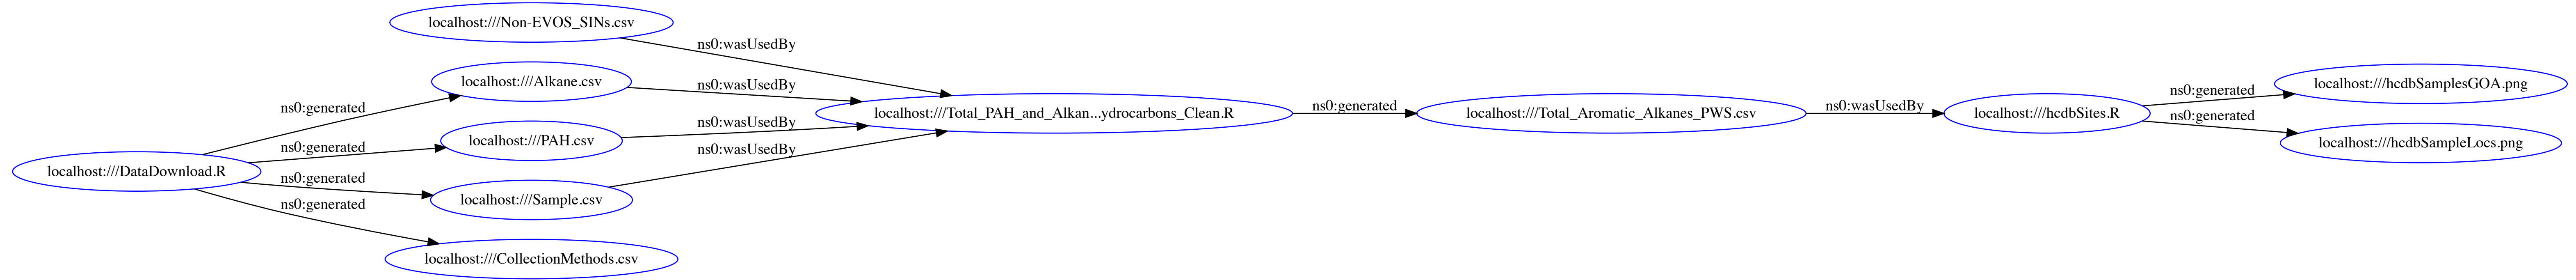 localhost:///Non-EVOS_SINs.csv
ns0:wasUsedBy
localhost:///Alkane.csv
ns0:wasUsedBy
ns0:generated
localhost:///PAH.csv
ns0:wasUsedBy
ns0:generated
localhost:///DataDownload.R
ns0:generated
localhost:///Sample.csv
ns0:wasUsedBy
ns0:generated
localhost:///CollectionMethods.csv
localhost:///Total_PAH_and_Alkan...ydrocarbons_Clean.R
ns0:generated
localhost:///Total_Aromatic_Alkanes_PWS.csv
ns0:wasUsedBy
localhost:///hcdbSites.R
ns0:generated
localhost:///hcdbSamplesGOA.png
ns0:generated
localhost:///hcdbSampleLocs.png